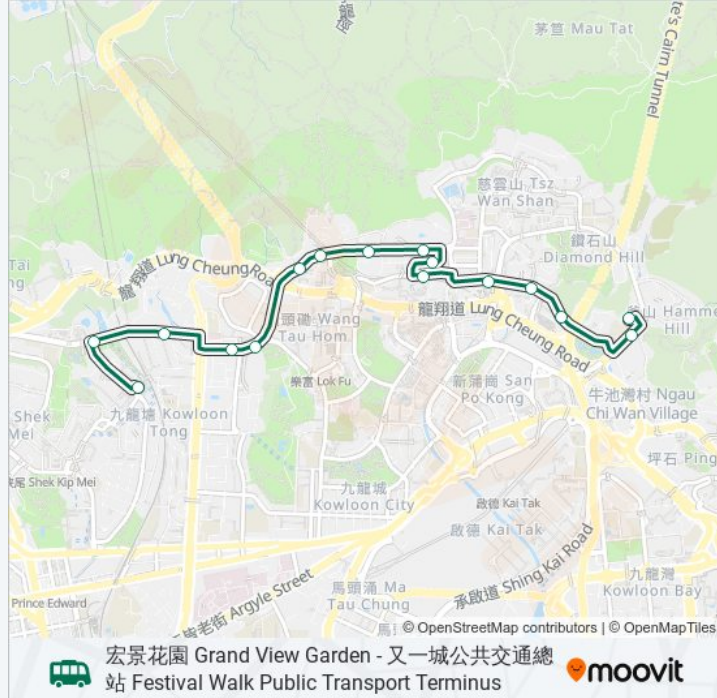 茅笪 Mau Tat
慈雲山 Tsz
Wan Shan
鑽石山
Diamond Hill
龍翔道 Lung Cheung Road
龍翔道 Lung Cheung Road
Hill
頭磡 Wang
Tau Hom
樂富 Lok Fu
新蒲崗 San
Po Kong
牛池灣村 Ngau
Chi Wan Village
九龍塘 Kowloon
Tong
Shek
Mei
Shek Kip Mei
坪石 Ping
九龍城
Kowloon City
啟德 Kai Tak
啟德 Kai Tak
承啟道 Shing Kai Road
九龍灣
Kowloon Bay
Argyle Street
馬頭涌 Ma
Tau Chung
Prince Edward
© OpenStreetMap contributors | © OpenMapTiles
宏景花園 Grand View Garden - 又一城公共交通總
站 Festival Walk Public Transport Terminus
moovit